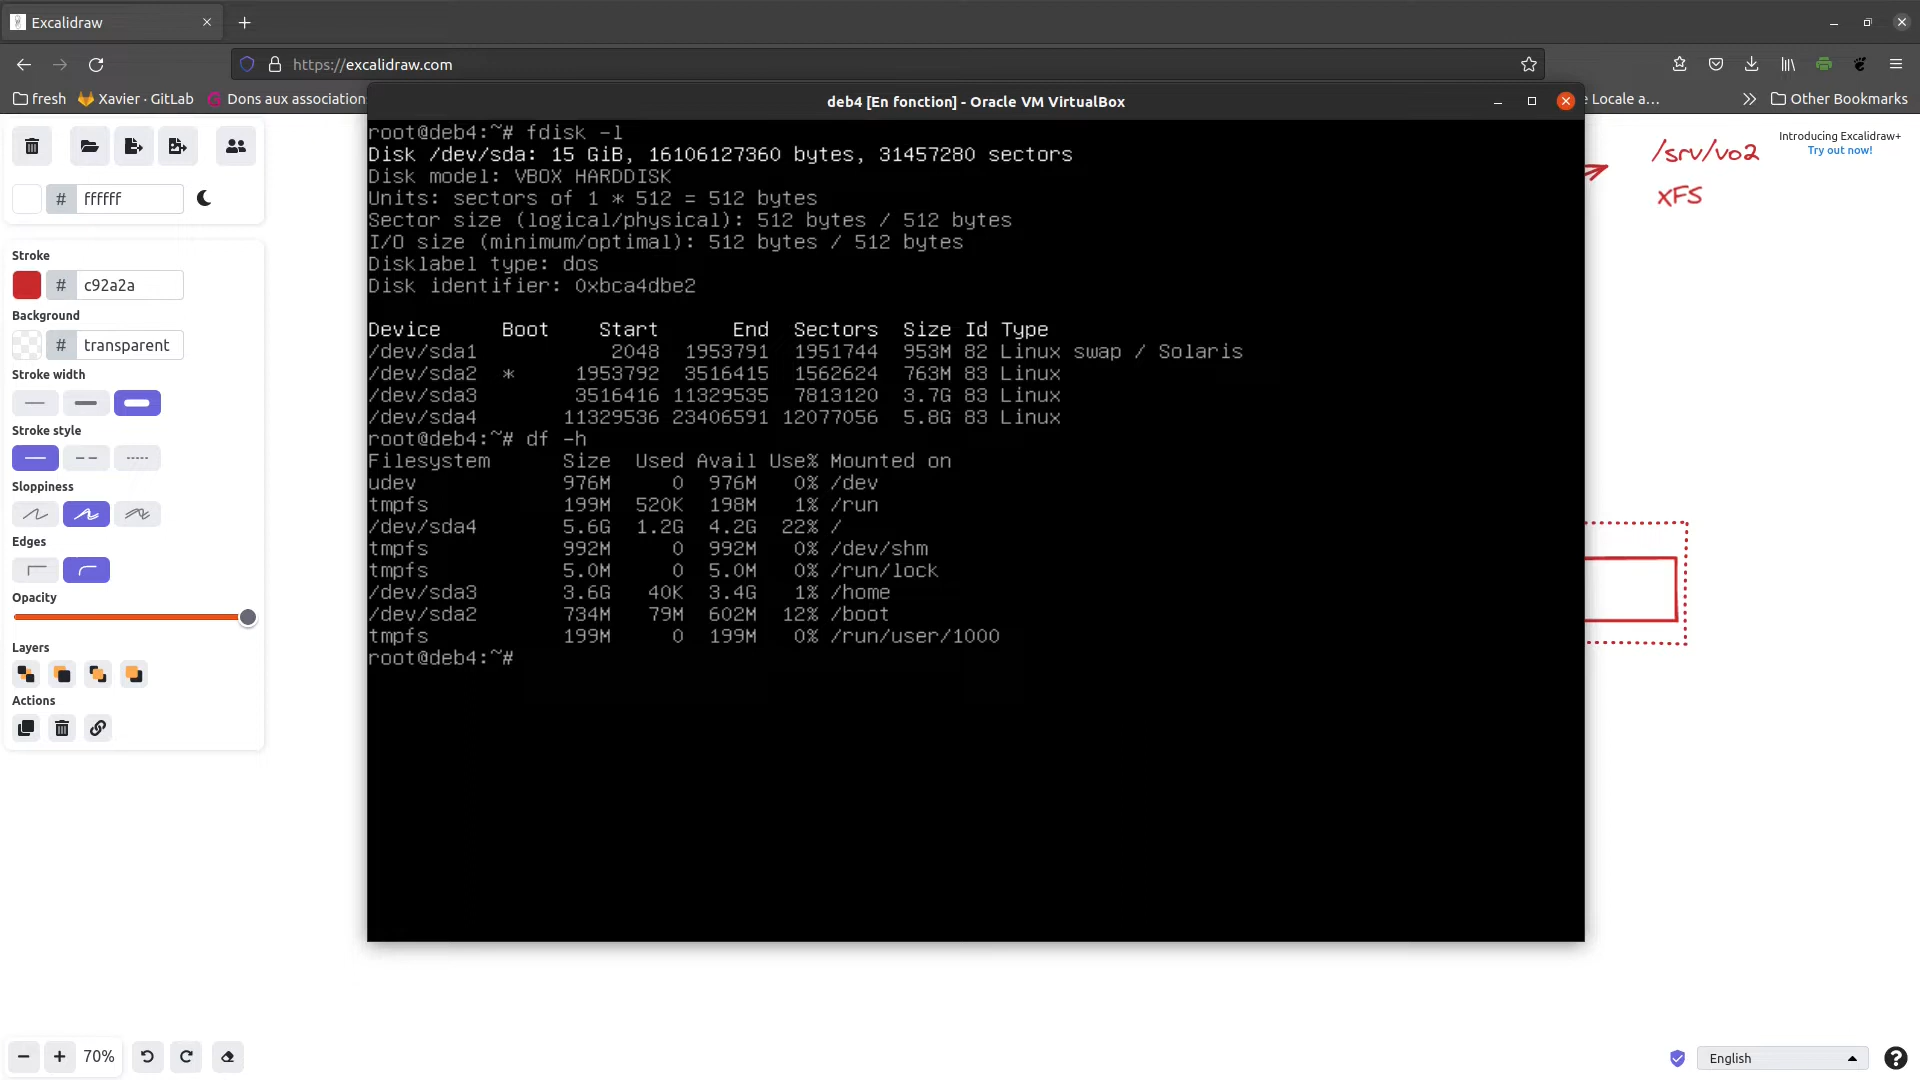 Excalidraw
https://excalidraw.com
fresh
Xavier · GitLab
Dons aux association
e Locale a...
Other Bookmarks
deb4 [En fonction] - Oracle VM VirtualBox
root@deb4:~# fdisk -l
Disk /dev/sda: 15 GiB, 16106127360 bytes, 31457280 sectors
Disk model: VBOX HARDDISK
Units: sectors of 1 * 512 = 512 bytes
Sector size (logical/physical): 512 bytes / 512 bytes
I/O size (minimum/optimal): 512 bytes / 512 bytes
Disklabel type: dos
Disk identifier: 0xbca4dbe2
Device Boot Start End Sectors Size Id Type
/dev/sda1 2048 1953791 1951744 953M 82 Linux swap / Solaris
/dev/sda2 * 1953792 3516415 1562624 763M 83 Linux
/dev/sda3 3516416 11329535 7813120 3.7G 83 Linux
/dev/sda4 11329536 23406591 12077056 5.8G 83 Linux
root@deb4:~# df -h
Filesystem Size Used Avail Use% Mounted on
udev 976M 0 976M 0% /dev
tmpfs 199M 520K 198M 1% /run
/dev/sda4 5.6G 1.2G 4.2G 22% /
tmpfs 992M 0 992M 0% /dev/shm
tmpfs 5.0M 0 5.0M 0% /run/lock
/dev/sda3 3.6G 40K 3.4G 1% /home
/dev/sda2 734M 79M 602M 12% /boot
tmpfs 199M 0 199M 0% /run/user/1000
root@deb4:~#
# ffffff
Stroke
# c92a2a
Background
# transparent
Stroke width
Stroke style
Sloppiness
Edges
Opacity
Layers
Actions
/srv/vo2
XFS
Introducing Excalidraw+
Try out now!
70%
English